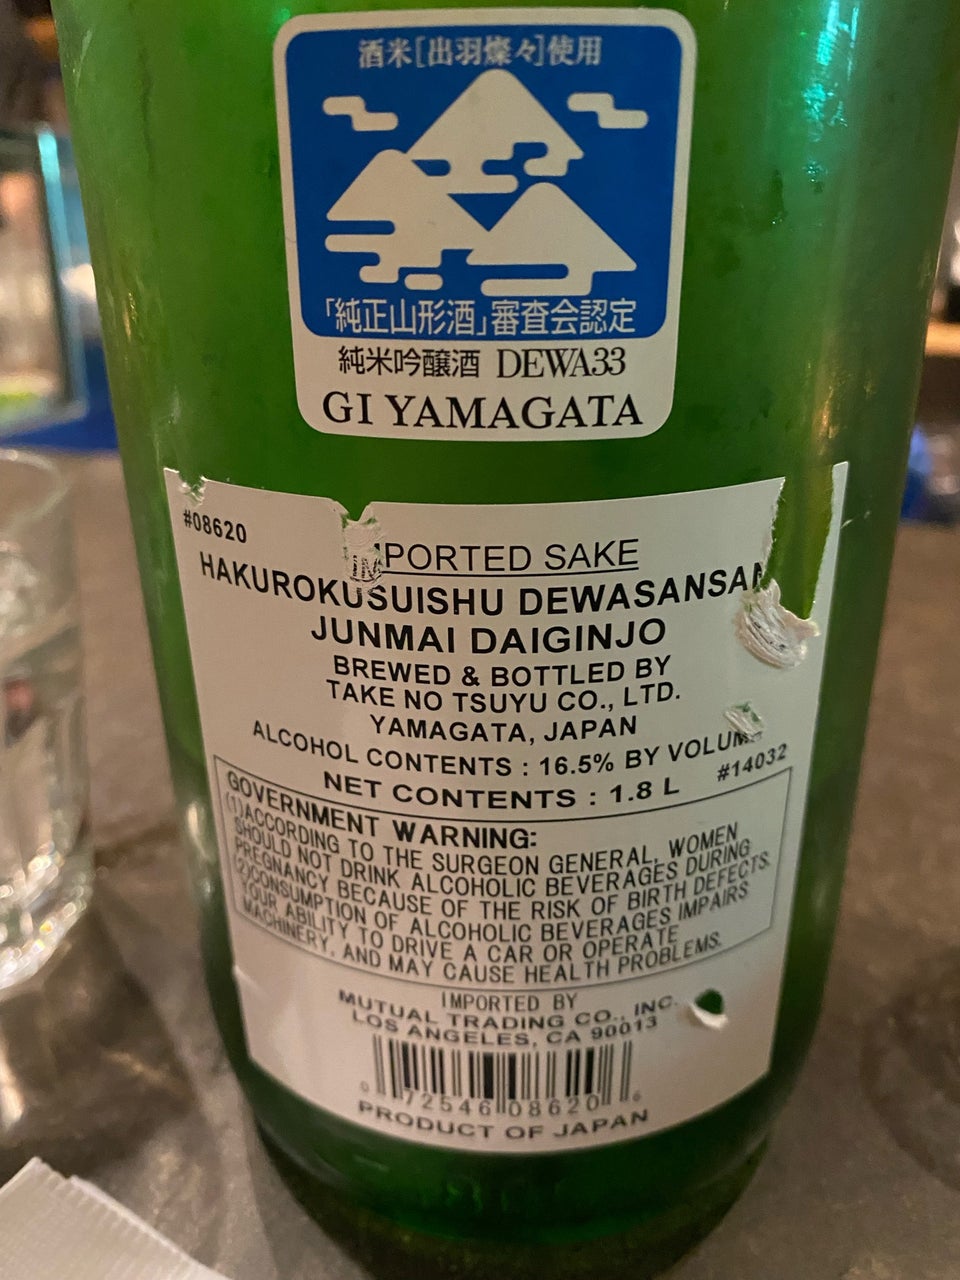 酒米[出羽燦々]使用
「純正山形酒」審査会認定
純米吟醸酒 DEWA33
GI YAMAGATA
#08620
IMPORTED SAKE
HAKUROKUSUISHU DEWASANSAN
JUNMAI DAIGINJO
BREWED & BOTTLED BY
TAKE NO TSUYU CO., LTD.
YAMAGATA, JAPAN
ALCOHOL CONTENTS : 16.5% BY VOLUME
NET CONTENTS : 1.8 L #14032
GOVERNMENT WARNING:
(1)ACCORDING TO THE SURGEON GENERAL, WOMEN
SHOULD NOT DRINK ALCOHOLIC BEVERAGES DURING
PREGNANCY BECAUSE OF THE RISK OF BIRTH DEFECTS.
(2)CONSUMPTION OF ALCOHOLIC BEVERAGES IMPAIRS
YOUR ABILITY TO DRIVE A CAR OR OPERATE
MACHINERY, AND MAY CAUSE HEALTH PROBLEMS.
IMPORTED BY
MUTUAL TRADING CO., INC.
LOS ANGELES, CA 90013
0 72546 08620 6
PRODUCT OF JAPAN